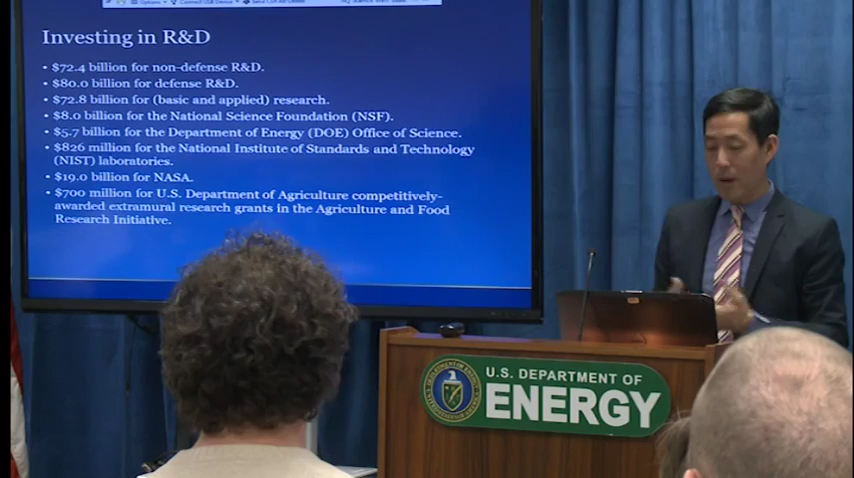 Options
Connect USB Device
Investing in R&D
• $72.4 billion for non-defense R&D.
• $80.0 billion for defense R&D.
• $72.8 billion for (basic and applied) research.
• $8.0 billion for the National Science Foundation (NSF).
• $5.7 billion for the Department of Energy (DOE) Office of Science.
• $826 million for the National Institute of Standards and Technology
(NIST) laboratories.
• $19.0 billion for NASA.
• $700 million for U.S. Department of Agriculture competitively-
awarded extramural research grants in the Agriculture and Food
Research Initiative.
U.S. DEPARTMENT OF
ENERGY